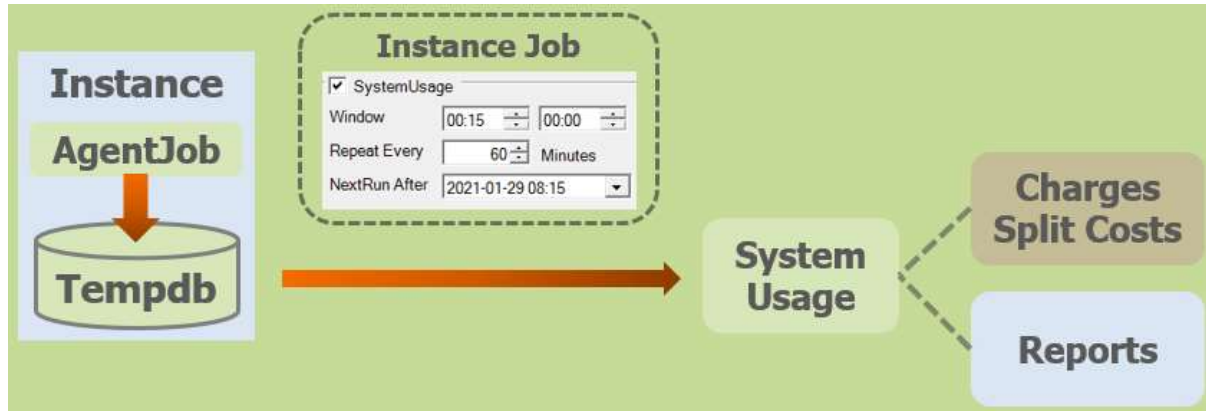 Instance
AgentJob
Tempdb
Instance Job
SystemUsage
Window 00:15 00:00
Repeat Every 60 Minutes
NextRun After 2021-01-29 08:15
System
Usage
Charges
Split Costs
Reports